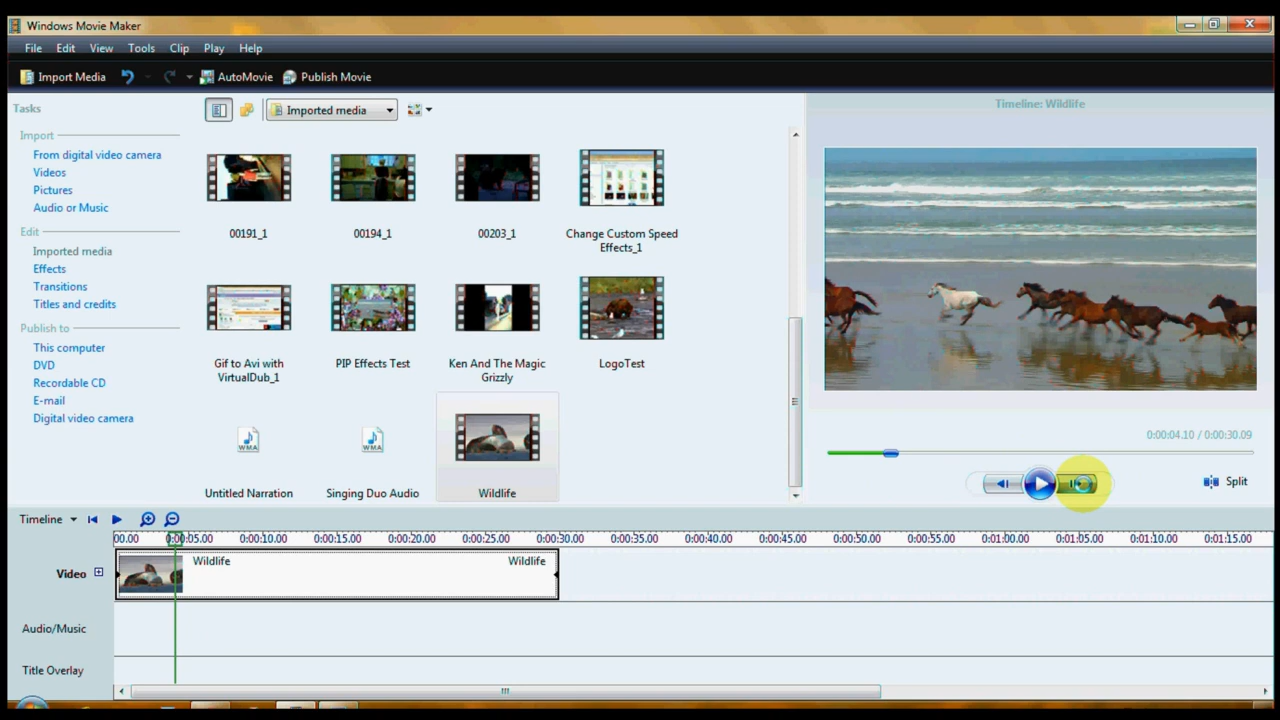 Windows Movie Maker
File Edit View Tools Clip Play Help
Import Media AutoMovie Publish Movie
Tasks
Imported media
Timeline: Wildlife
Import
From digital video camera
Videos
Pictures
Audio or Music
Edit
Imported media
Effects
Transitions
Titles and credits
Publish to
This computer
DVD
Recordable CD
E-mail
Digital video camera
00191_1
00194_1
00203_1
Change Custom Speed
Effects_1
Gif to Avi with
VirtualDub_1
PIP Effects Test
Ken And The Magic
Grizzly
LogoTest
WMA
Untitled Narration
WMA
Singing Duo Audio
Wildlife
0:00:04.10 / 0:00:30.09
Split
Timeline
00.00 0:00:05.00 0:00:10.00 0:00:15.00 0:00:20.00 0:00:25.00 0:00:30.00 0:00:35.00 0:00:40.00 0:00:45.00 0:00:50.00 0:00:55.00 0:01:00.00 0:01:05.00 0:01:10.00 0:01:15.00
Video
Wildlife Wildlife
Audio/Music
Title Overlay